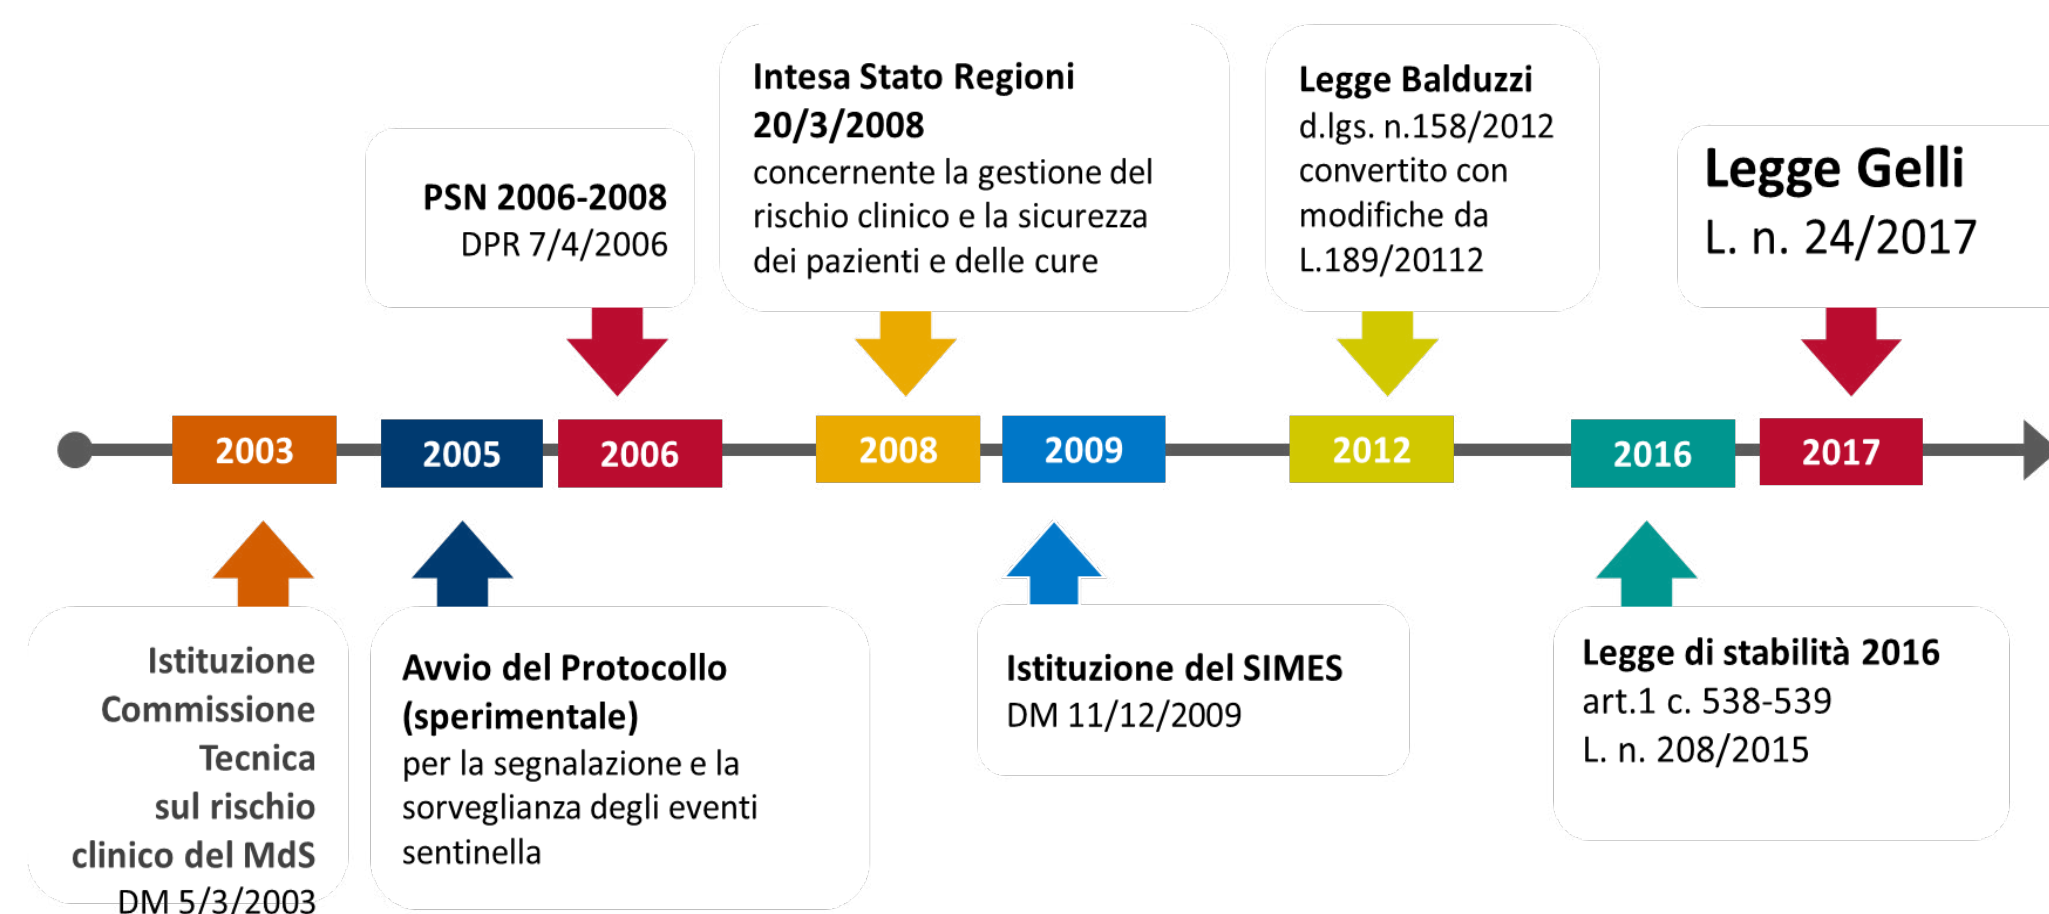 PSN 2006-2008
DPR 7/4/2006
Intesa Stato Regioni
20/3/2008
concernente la gestione del
rischio clinico e la sicurezza
dei pazienti e delle cure
Legge Balduzzi
d.lgs. n.158/2012
convertito con
modifiche da
L.189/20112
Legge Gelli
L. n. 24/2017
2003
2005
2006
2008
2009
2012
2016
2017
Istituzione
Commissione
Tecnica
sul rischio
clinico del MdS
DM 5/3/2003
Avvio del Protocollo
(sperimentale)
per la segnalazione e la
sorveglianza degli eventi
sentinella
Istituzione del SIMES
DM 11/12/2009
Legge di stabilità 2016
art.1 c. 538-539
L. n. 208/2015